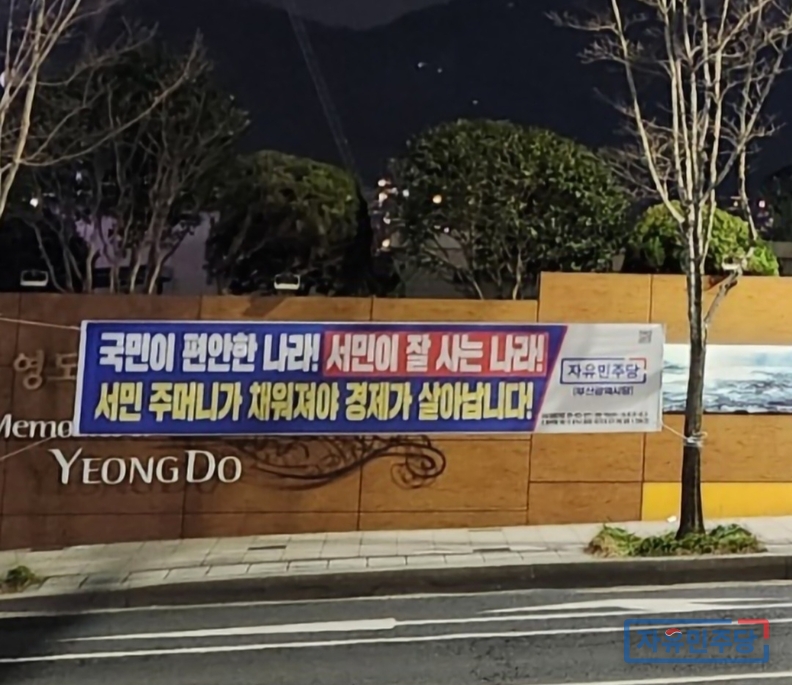 국민이 편안한 나라! 서민이 잘 사는 나라!
서민 주머니가 채워져야 경제가 살아납니다!
자유민주당
(부산광역시당)
영도
Memo
YEONGDO
자유민주당